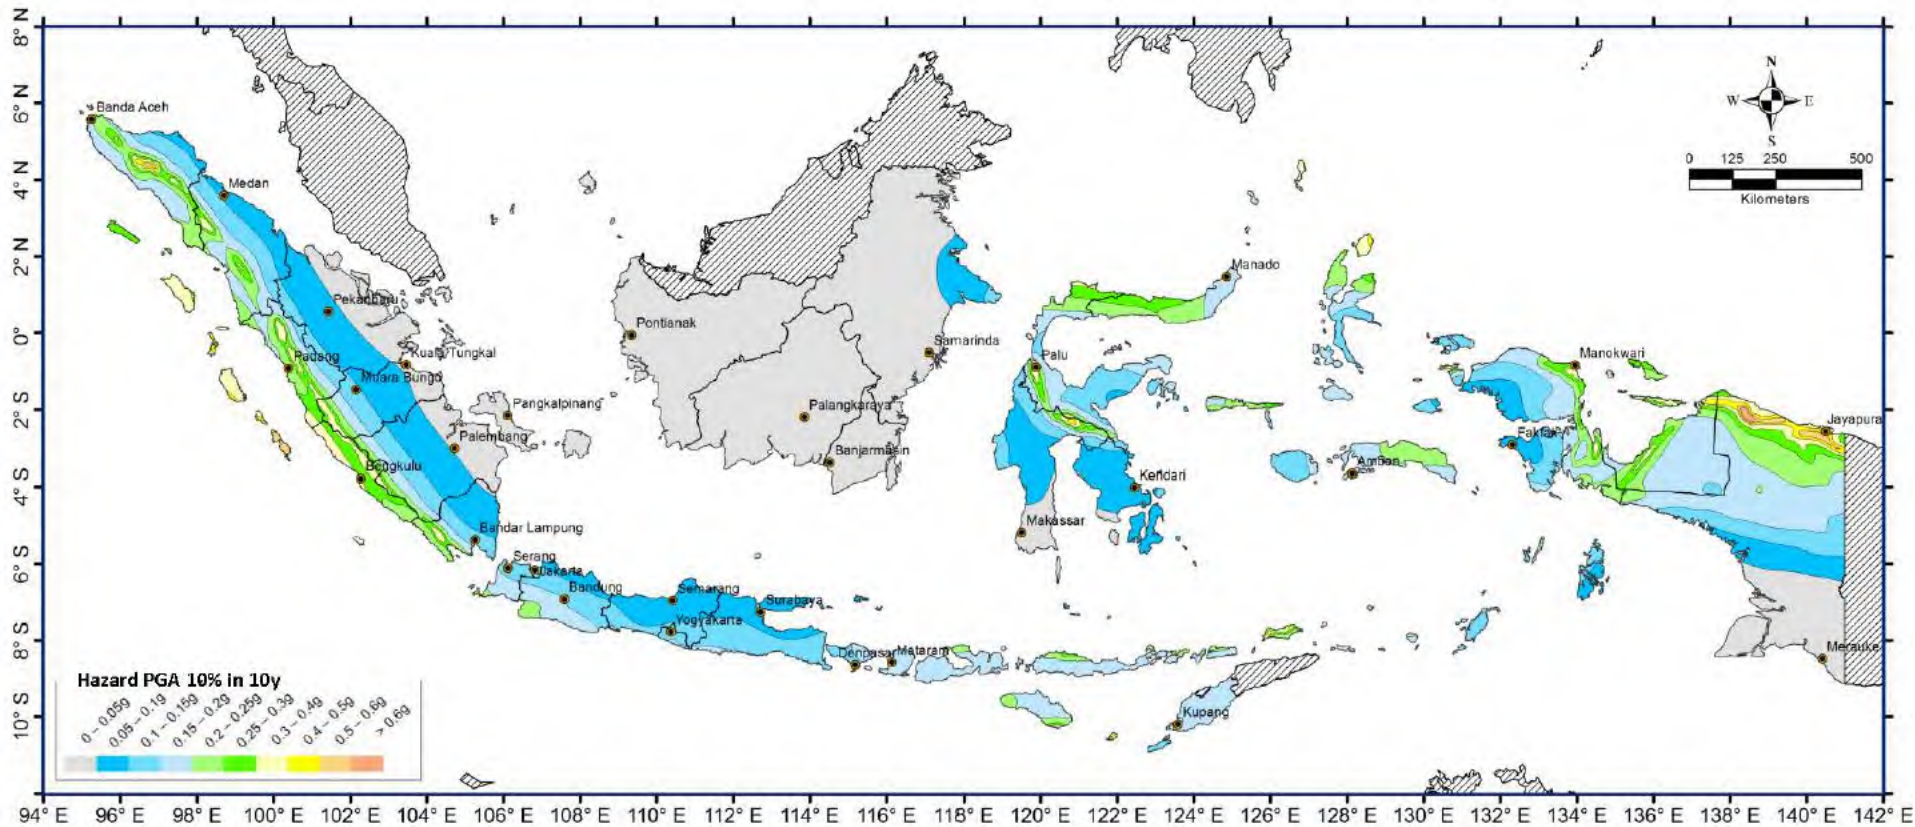 8° N
6° N
4° N
2° N
0°
2° S
4° S
6° S
8° S
10° S
N
W E
S
0 125 250 500
Kilometers
Banda Aceh
Medan
Pekanbaru
Kuala Tungkal
Padang
Muara Bungo
Pangkalpinang
Palembang
Bengkulu
Bandar Lampung
Serang
Jakarta
Bandung
Semarang
Surabaya
Yogyakarta
Denpasar
Mataram
Kupang
Pontianak
Samarinda
Palangkaraya
Banjarmasin
Manado
Palu
Kendari
Makassar
Ambon
Manokwari
Fakfak
Jayapura
Merauke
Hazard PGA 10% in 10y
0 – 0.05g
0.05 – 0.1g
0.1 – 0.15g
0.15 – 0.2g
0.2 – 0.25g
0.25 – 0.3g
0.3 – 0.4g
0.4 – 0.5g
0.5 – 0.6g
> 0.6g
94° E 96° E 98° E 100° E 102° E 104° E 106° E 108° E 110° E 112° E 114° E 116° E 118° E 120° E 122° E 124° E 126° E 128° E 130° E 132° E 134° E 136° E 138° E 140° E 142° E